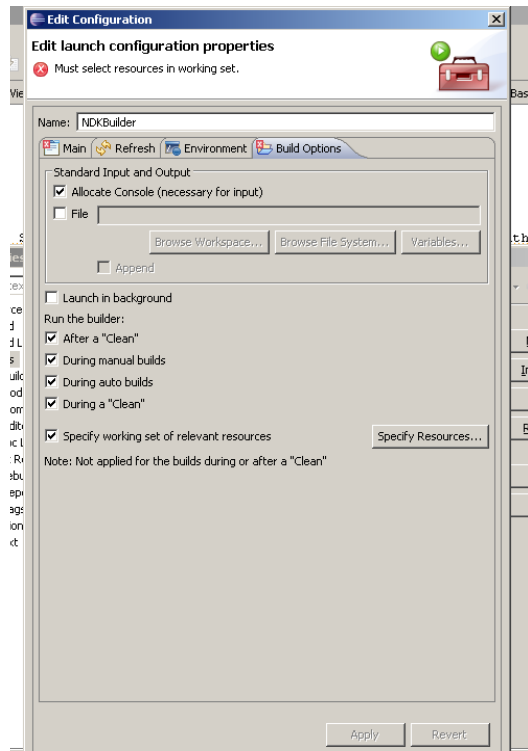 Edit Configuration
Edit launch configuration properties
Must select resources in working set.
Vie
Bas
Name: NDKBuilder
Main Refresh Environment Build Options
Standard Input and Output
Allocate Console (necessary for input)
File
Browse Workspace... Browse File System... Variables...
Append
Launch in background
Run the builder:
After a "Clean"
During manual builds
During auto builds
During a "Clean"
Specify working set of relevant resources Specify Resources...
Note: Not applied for the builds during or after a "Clean"
Apply Revert